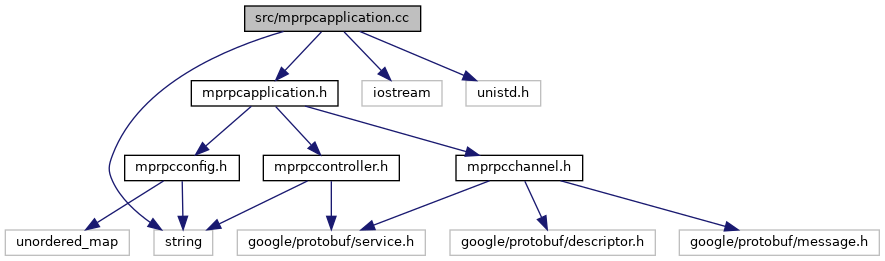 src/mprpcapplication.cc
mprpcapplication.h
iostream
unistd.h
mprpcconfig.h
mprpccontroller.h
mprpcchannel.h
unordered_map
string
google/protobuf/service.h
google/protobuf/descriptor.h
google/protobuf/message.h